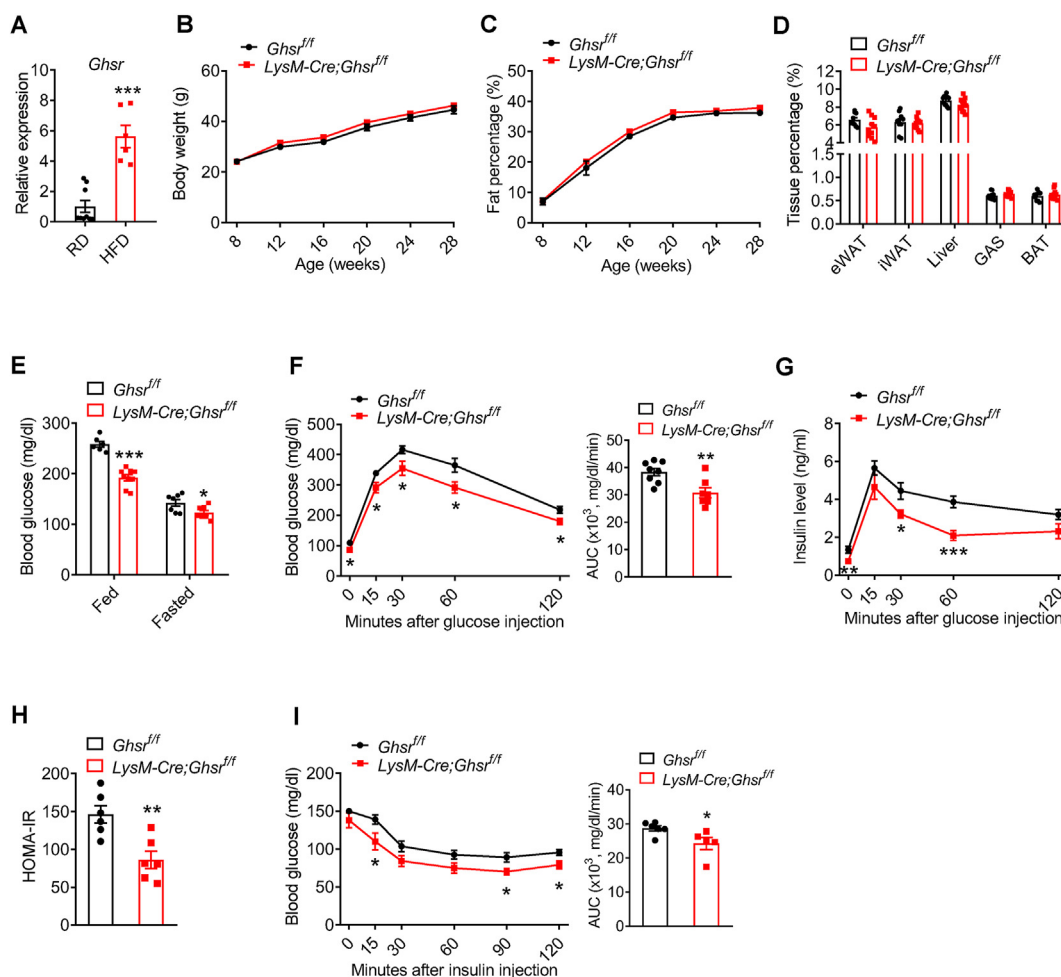 A
Ghsr
***
Relative expression
10
8
6
4
2
0
RD
HFD
B
Ghsr^f/f
LysM-Cre;Ghsr^f/f
Body weight (g)
60
40
20
0
8 12 16 20 24 28
Age (weeks)
C
Ghsr^f/f
LysM-Cre;Ghsr^f/f
Fat percentage (%)
50
40
30
20
10
0
8 12 16 20 24 28
Age (weeks)
D
Ghsr^f/f
LysM-Cre;Ghsr^f/f
Tissue percentage (%)
12
10
8
6
4
1.5
1.0
0.5
0.0
eWAT
iWAT
Liver
GAS
BAT
E
Ghsr^f/f
LysM-Cre;Ghsr^f/f
Blood glucose (mg/dl)
300
200
100
0
***
*
Fed
Fasted
F
Ghsr^f/f
LysM-Cre;Ghsr^f/f
Blood glucose (mg/dl)
500
400
300
200
100
0
* * * * *
0 15 30 60 120
Minutes after glucose injection
Ghsr^f/f
LysM-Cre;Ghsr^f/f
AUC (x10³, mg/dl/min)
50
40
30
20
10
0
**
G
Ghsr^f/f
LysM-Cre;Ghsr^f/f
Insulin level (ng/ml)
8
6
4
2
0
** * ***
0 15 30 60 120
Minutes after glucose injection
H
Ghsr^f/f
LysM-Cre;Ghsr^f/f
HOMA-IR
200
150
100
50
0
**
I
Ghsr^f/f
LysM-Cre;Ghsr^f/f
Blood glucose (mg/dl)
200
150
100
50
0
* * *
0 15 30 60 90 120
Minutes after insulin injection
Ghsr^f/f
LysM-Cre;Ghsr^f/f
AUC (x10³, mg/dl/min)
40
30
20
10
0
*